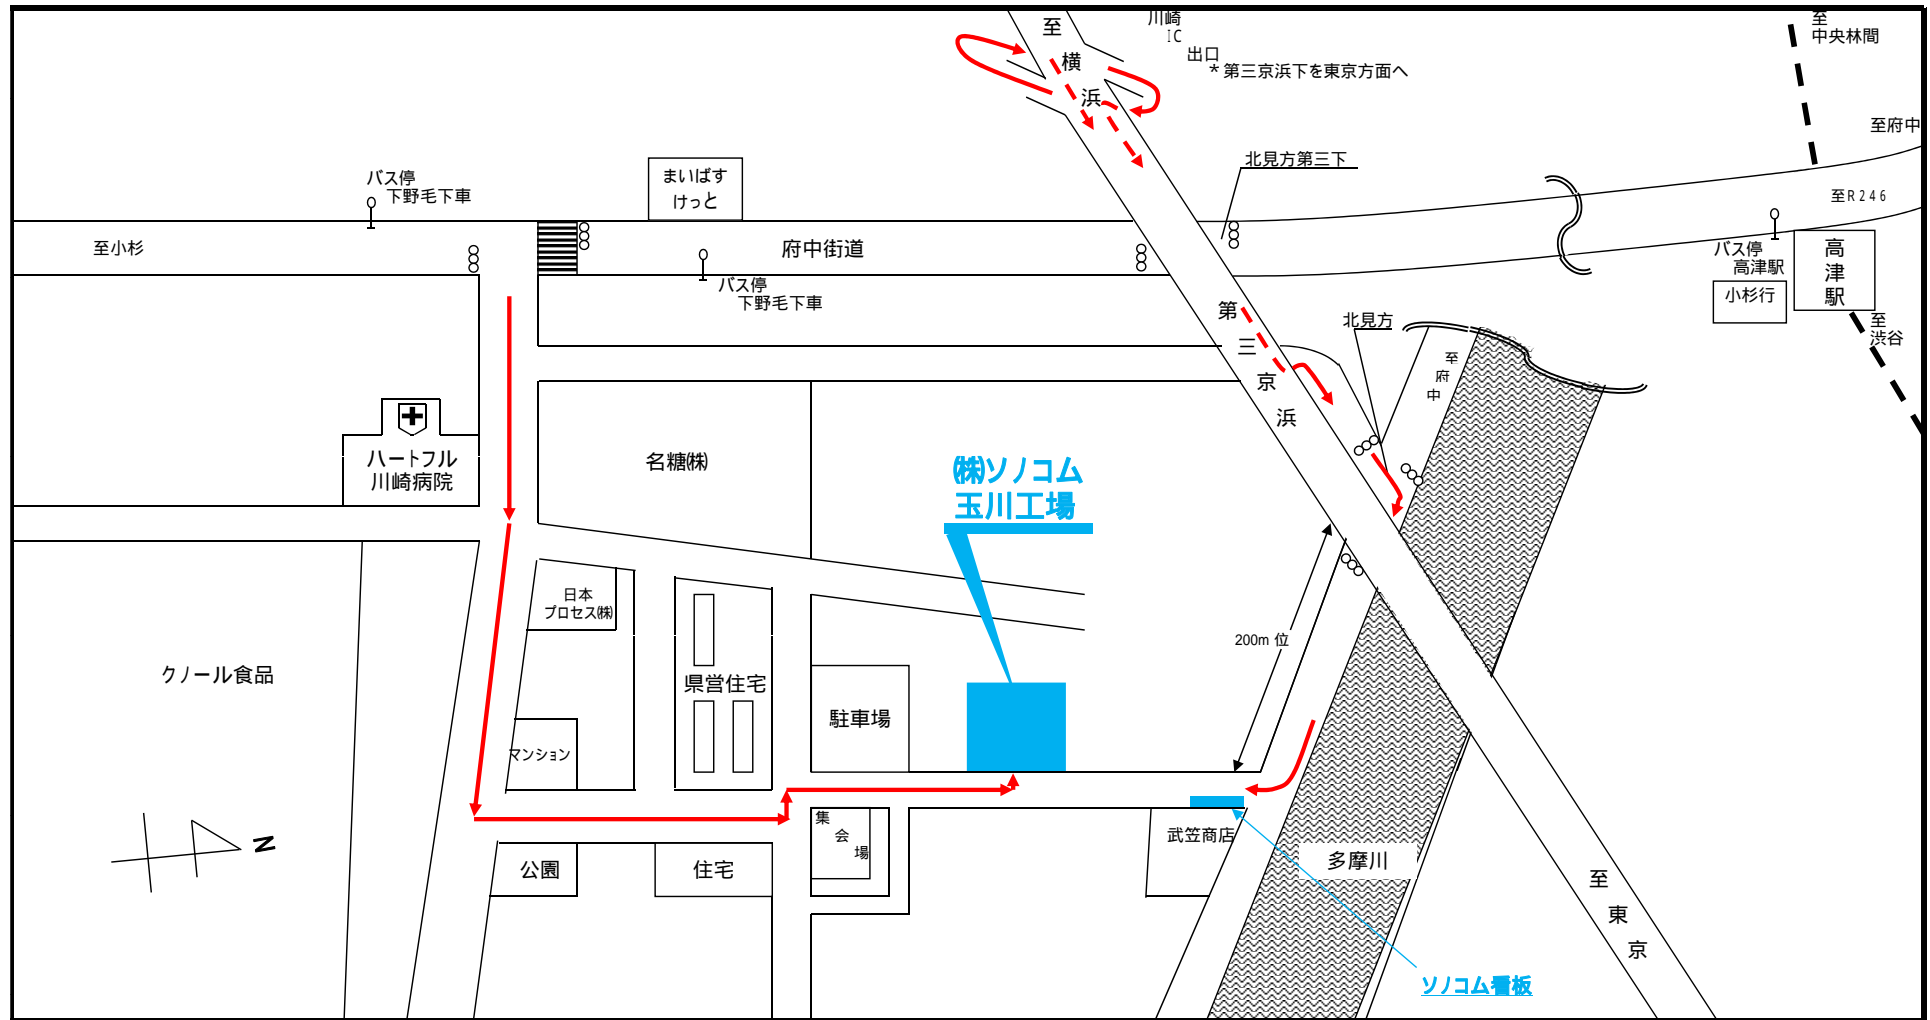 至横浜
川崎
IC
出口
*第三京浜下を東京方面へ
至
中央林間
至府中
至R246
北見方第三下
バス停
下野毛下車
まいばす
けっと
至小杉
府中街道
バス停
下野毛下車
バス停
高津駅
小杉行
高津駅
至
渋谷
第三京浜
北見方
至府中
ハートフル
川崎病院
名糖㈱
㈱ソノコム
玉川工場
日本
プロセス㈱
200m 位
クノール食品
県営住宅
駐車場
マンション
集会場
武笠商店
公園
住宅
多摩川
N
至東京
ソノコム看板